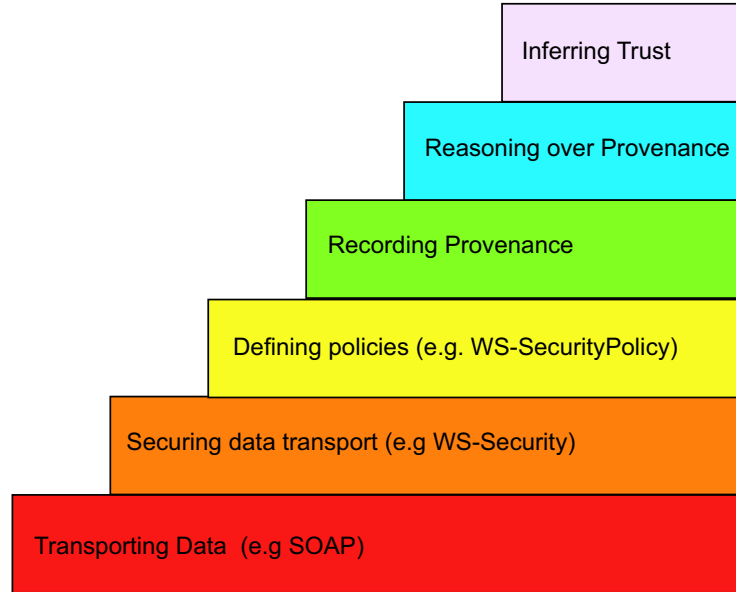 Inferring Trust
Reasoning over Provenance
Recording Provenance
Defining policies (e.g. WS-SecurityPolicy)
Securing data transport (e.g WS-Security)
Transporting Data  (e.g SOAP)